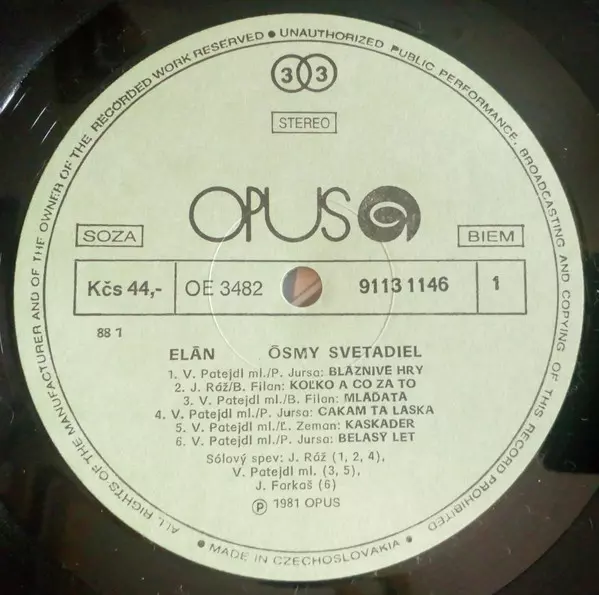 ALL RIGHTS OF THE MANUFACTURER AND OF THE OWNER OF THE RECORDED WORK RESERVED ● UNAUTHORIZED PUBLIC PERFORMANCE, BROADCASTING AND COPYING OF THIS RECORD PROHIBITED ● MADE IN CZECHOSLOVAKIA ●
33
STEREO
OPUS
SOZA BIEM
Kčs 44,- OE 3482 9113 1146 1
88 1
ELÁN ÔSMY SVETADIEL
1. V. Patejdl ml./P. Jursa: BLÁZNIVÉ HRY
2. J. Ráž/B. Filan: KOĽKO A CO ZA TO
3. V. Patejdl ml./B. Filan: MLÁĎATÁ
4. V. Patejdl ml./P. Jursa: ČAKÁM ŤA LÁSKA
5. V. Patejdl ml./Ľ. Zeman: KASKADÉR
6. V. Patejdl ml./P. Jursa: BELASÝ LET
Sólový spev: J. Ráž (1, 2, 4),
V. Patejdl ml. (3, 5),
J. Farkaš (6)
Ⓟ 1981 OPUS